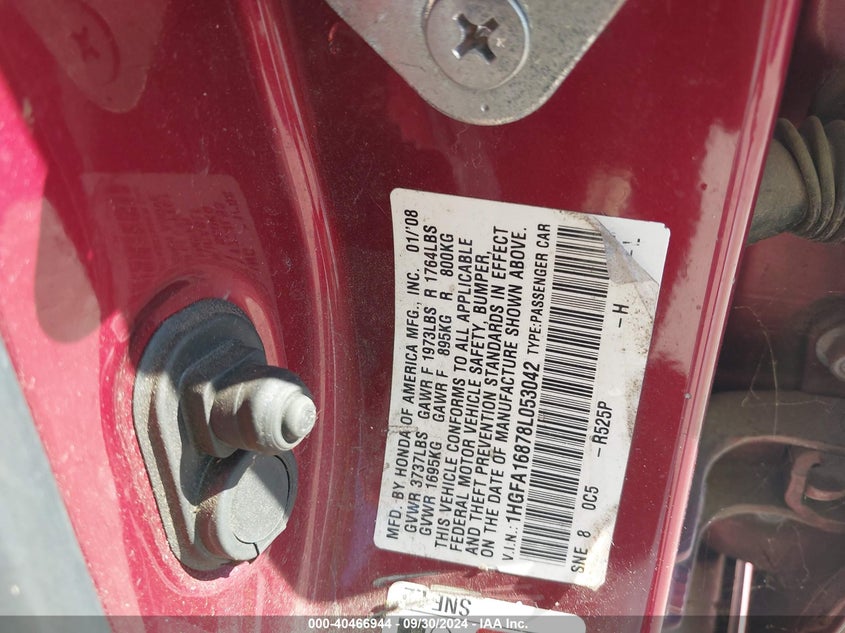 MFD. BY HONDA OF AMERICA MFG., INC. 01/'08
GVWR 3737LBS GAWR F 1973LBS R 1764LBS
GVWR 1695KG GAWR F 895KG R 800KG
THIS VEHICLE CONFORMS TO ALL APPLICABLE
FEDERAL MOTOR VEHICLE SAFETY, BUMPER,
AND THEFT PREVENTION STANDARDS IN EFFECT
ON THE DATE OF MANUFACTURE SHOWN ABOVE.
V.I.N.: 1HGFA16878L053042 TYPE:PASSENGER CAR
SNE 8 0C5 -R525P -H
SNE
000-40466944 - 09/30/2024 - IAA Inc.